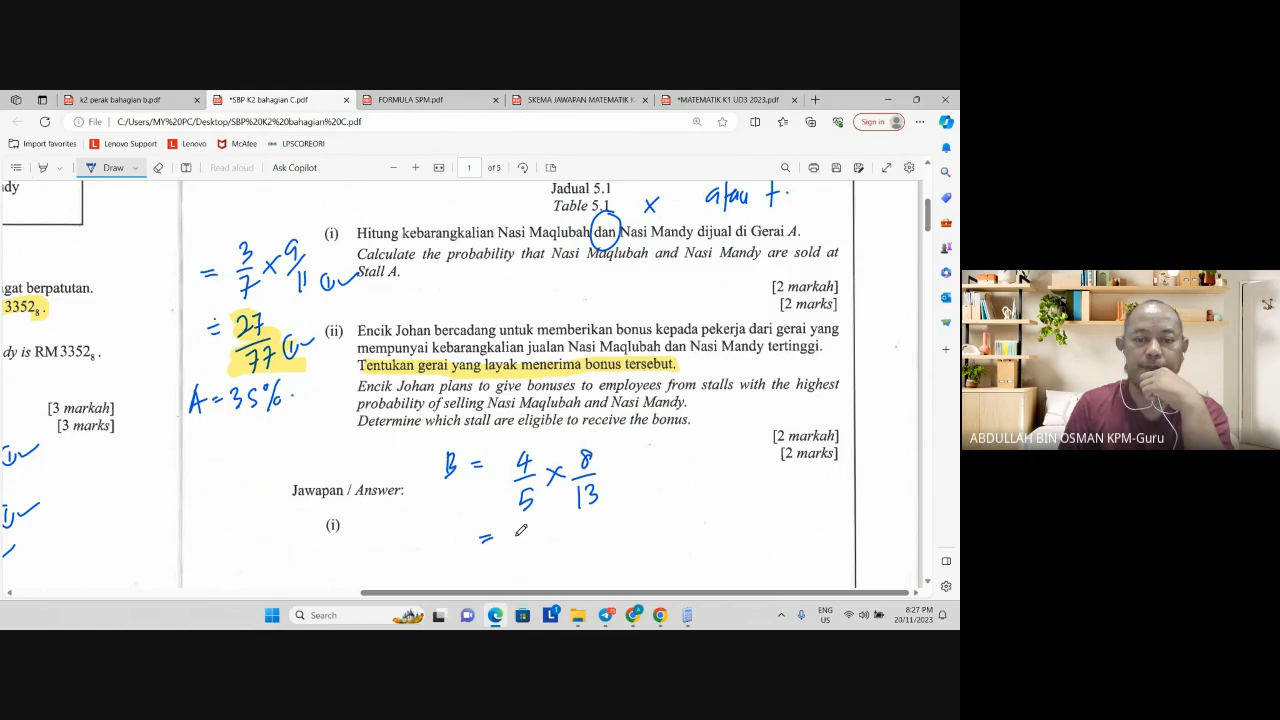 k2 perak bahagian b.pdf
*SBP K2 bahagian C.pdf
FORMULA SPM.pdf
SKEMA JAWAPAN MATEMATIK K
*MATEMATIK K1 UD3 2023.pdf
File
C:/Users/MY%20PC/Desktop/SBP%20K2%20bahagian%20C.pdf
Sign in
Import favorites
Lenovo Support
Lenovo
McAfee
LPSCOREORI
Draw
Read aloud
Ask Copilot
1
of 5
dy
Jadual 5.1
Table 5.1
x
atau +.
(i) Hitung kebarangkalian Nasi Maqlubah dan Nasi Mandy dijual di Gerai A.
Calculate the probability that Nasi Maqlubah and Nasi Mandy are sold at
Stall A.
[2 markah]
[2 marks]
= 3/7 × 9/11 ①✓
= 27/77 ①✓
A = 35%.
gat berpatutan.
3352₈.
dy is RM 3352₈.
[3 markah]
[3 marks]
(ii) Encik Johan bercadang untuk memberikan bonus kepada pekerja dari gerai yang
mempunyai kebarangkalian jualan Nasi Maqlubah dan Nasi Mandy tertinggi.
Tentukan gerai yang layak menerima bonus tersebut.
Encik Johan plans to give bonuses to employees from stalls with the highest
probability of selling Nasi Maqlubah and Nasi Mandy.
Determine which stall are eligible to receive the bonus.
[2 markah]
[2 marks]
B = 4/5 × 8/13
=
Jawapan / Answer:
(i)
ABDULLAH BIN OSMAN KPM-Guru
Search
ENG
US
8:27 PM
20/11/2023